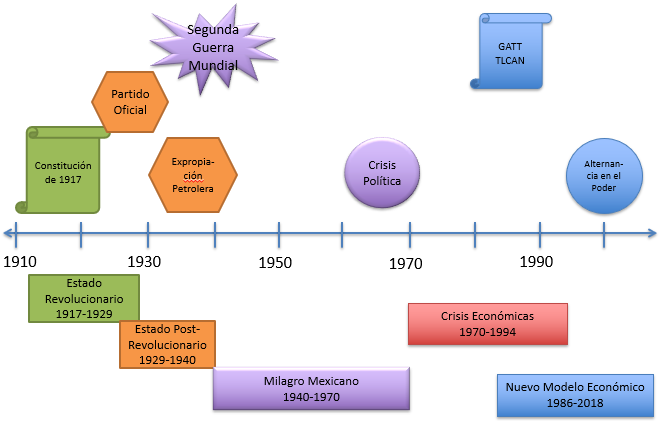 Segunda
Guerra
Mundial
GATT
TLCAN
Partido
Oficial
Constitución
de 1917
Expropia-
ción
Petrolera
Crisis
Política
Alternan-
cia en el
Poder
1910
1930
1950
1970
1990
Estado
Revolucionario
1917-1929
Estado Post-
Revolucionario
1929-1940
Milagro Mexicano
1940-1970
Crisis Económicas
1970-1994
Nuevo Modelo Económico
1986-2018